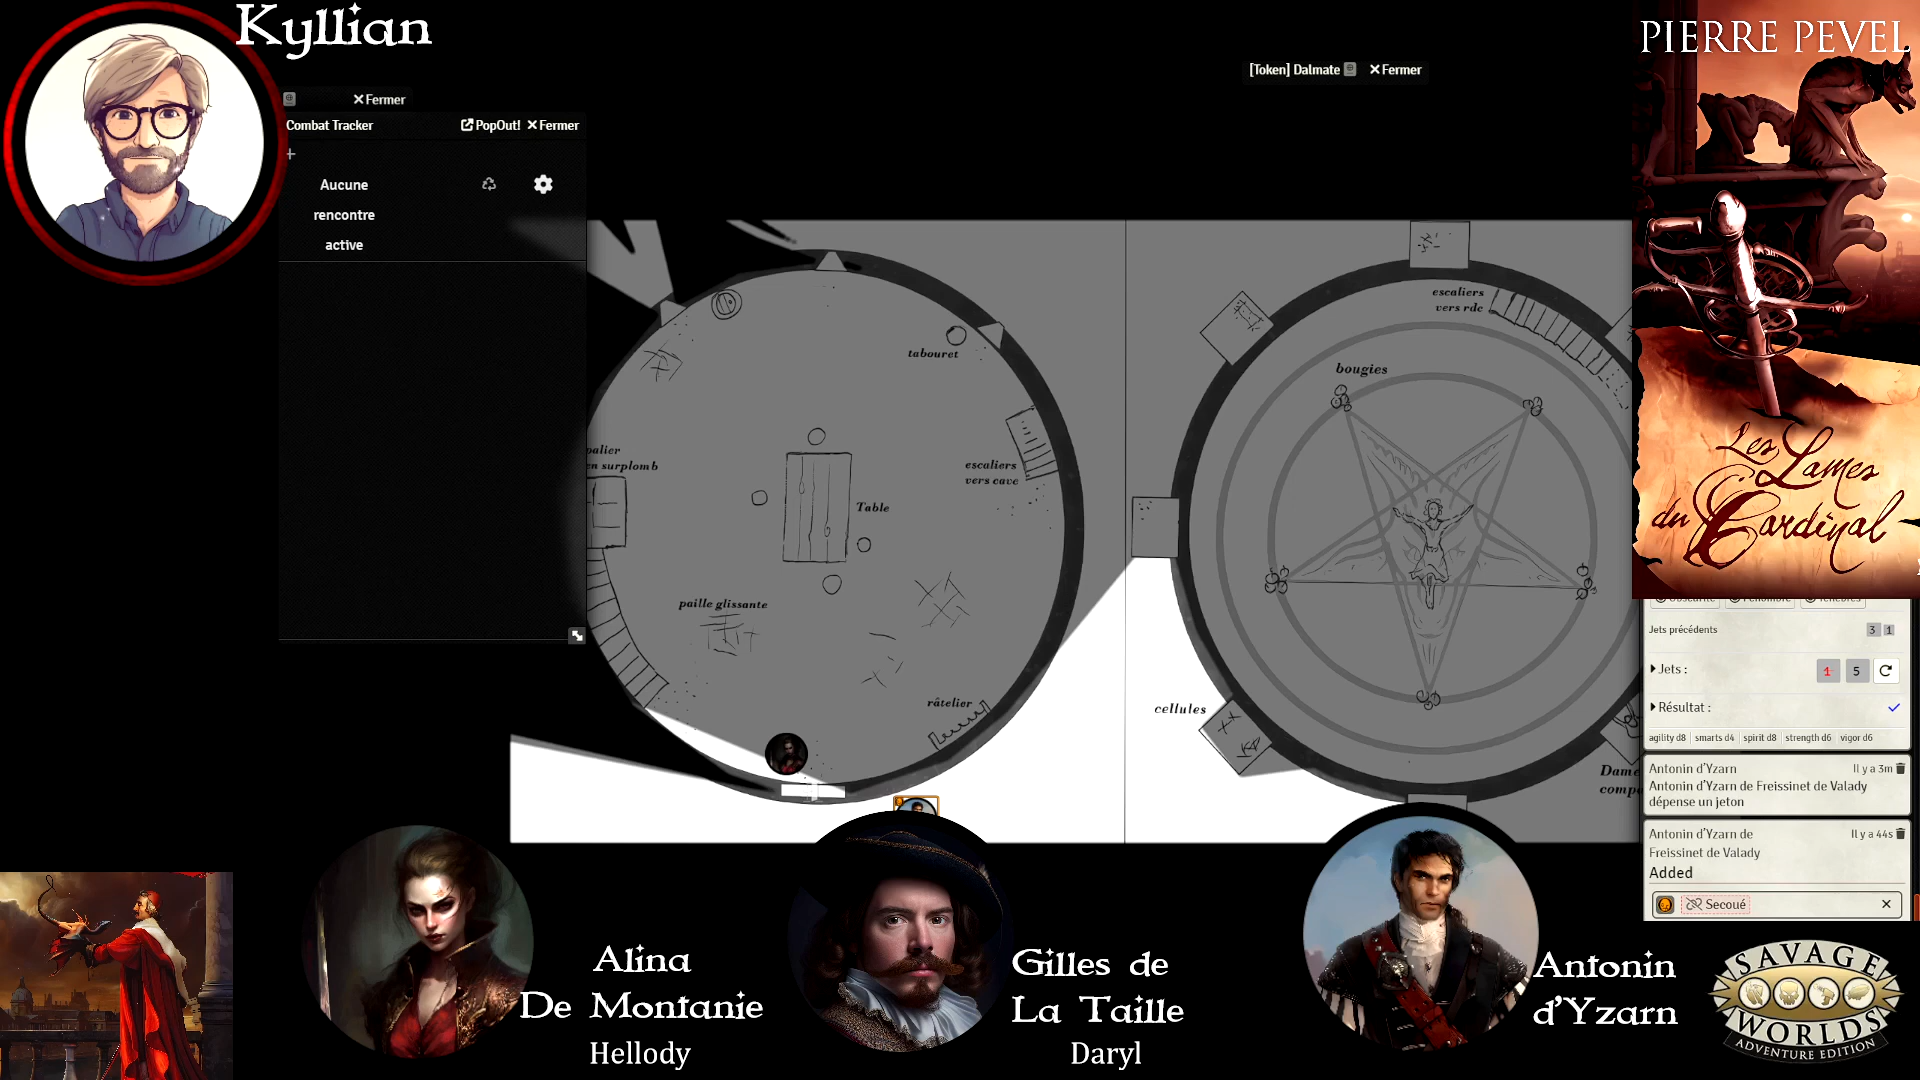 Kyllian
PIERRE PEVEL
[Token] Dalmate
Fermer
Fermer
Combat Tracker
PopOut!
Fermer
Aucune
rencontre
active
escaliers
vers rdc
tabouret
bougies
palier
en surplomb
escaliers
vers cave
Table
Les Lames
du Cardinal
paille glissante
râtelier
cellules
Jets précédents
3 1
Jets :
1 5
Résultat :
agility d8 smarts d4 spirit d8 strength d6 vigor d6
Antonin d'Yzarn
Il y a 3m
Antonin d'Yzarn de Freissinet de Valady
dépense un jeton
Antonin d'Yzarn de
Freissinet de Valady
Il y a 44s
Added
Secoué
Alina
De Montanie
Hellody
Gilles de
La Taille
Daryl
Antonin
d'Yzarn
SAVAGE
WORLDS
ADVENTURE EDITION